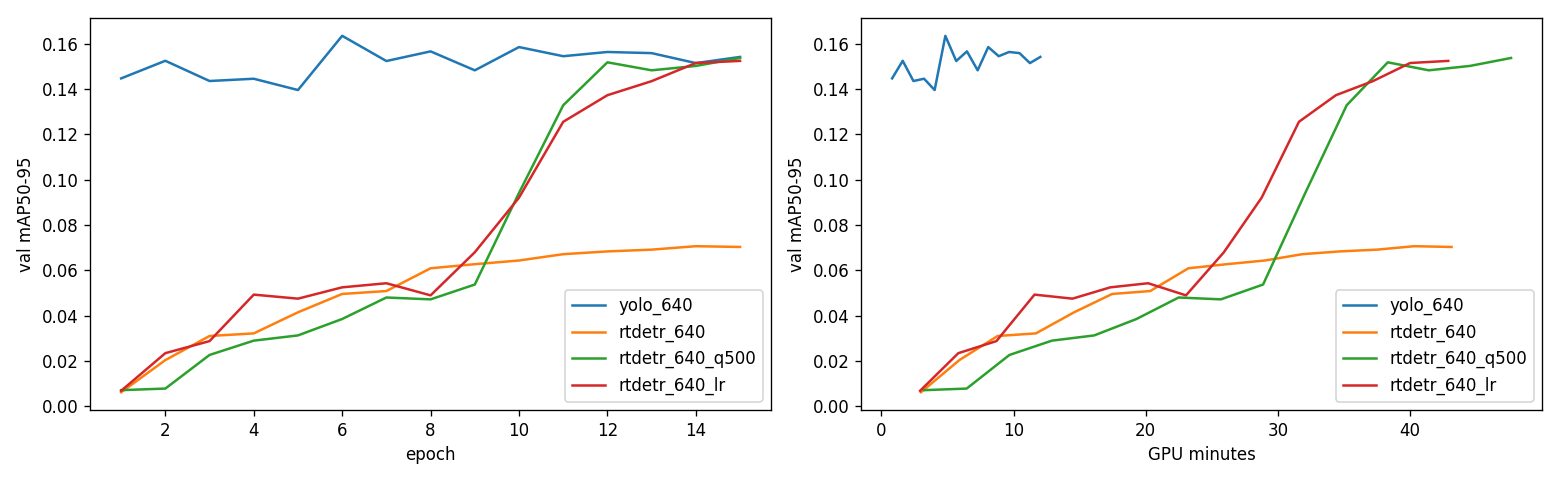 0.16
0.14
0.12
0.10
0.08
0.06
0.04
0.02
0.00
val mAP50-95
2 4 6 8 10 12 14
epoch
yolo_640
rtdetr_640
rtdetr_640_q500
rtdetr_640_lr
0.16
0.14
0.12
0.10
0.08
0.06
0.04
0.02
0.00
val mAP50-95
0 10 20 30 40
GPU minutes
yolo_640
rtdetr_640
rtdetr_640_q500
rtdetr_640_lr